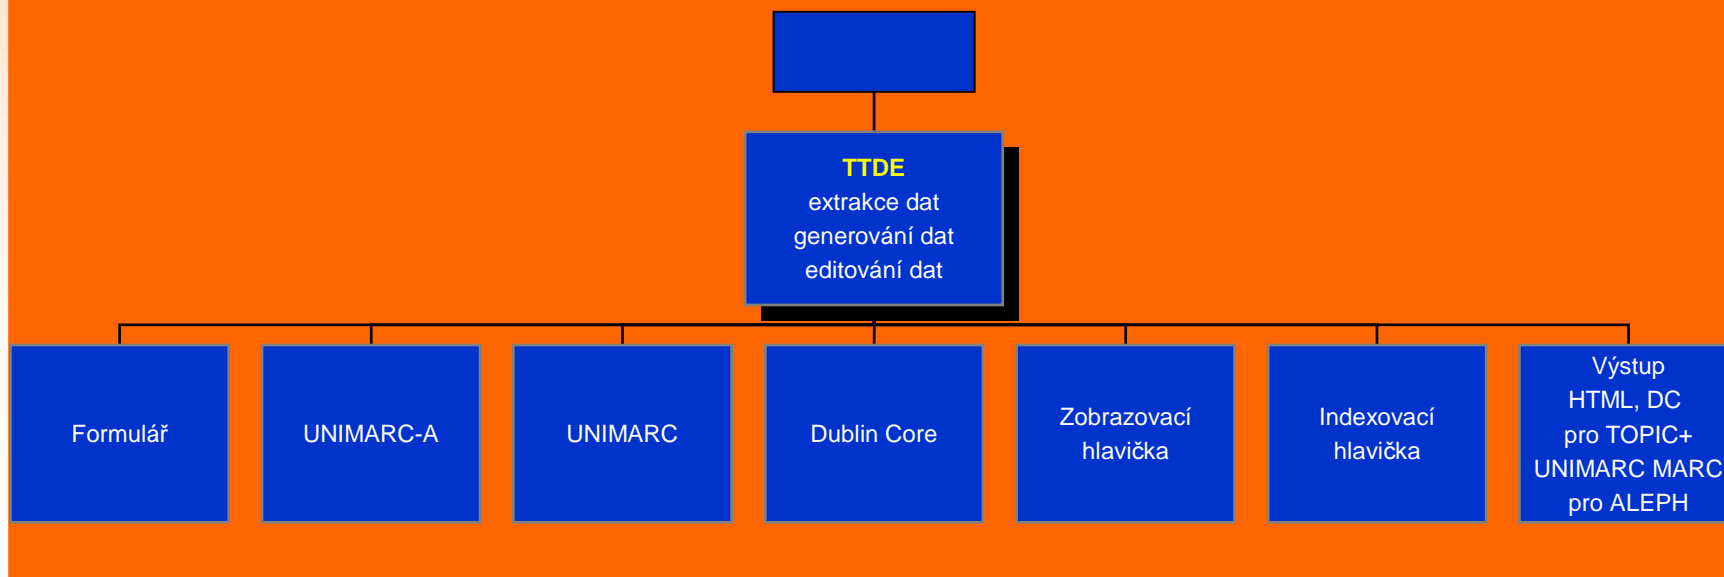 TTDE
extrakce dat
generování dat
editování dat
Formulář
UNIMARC-A
UNIMARC
Dublin Core
Zobrazovací
hlavička
Indexovací
hlavička
Výstup
HTML, DC
pro TOPIC+
UNIMARC MARC
pro ALEPH